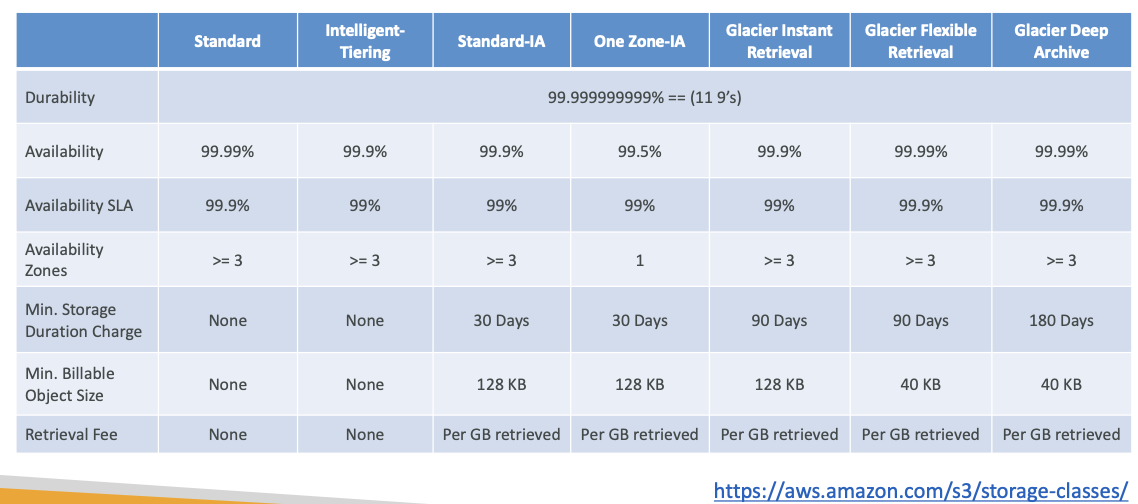 Standard
Intelligent-
Tiering
Standard-IA
One Zone-IA
Glacier Instant
Retrieval
Glacier Flexible
Retrieval
Glacier Deep
Archive
Durability
99.999999999% == (11 9’s)
Availability
99.99%
99.9%
99.9%
99.5%
99.9%
99.99%
99.99%
Availability SLA
99.9%
99%
99%
99%
99%
99.9%
99.9%
Availability
Zones
>= 3
>= 3
>= 3
1
>= 3
>= 3
>= 3
Min. Storage
Duration Charge
None
None
30 Days
30 Days
90 Days
90 Days
180 Days
Min. Billable
Object Size
None
None
128 KB
128 KB
128 KB
40 KB
40 KB
Retrieval Fee
None
None
Per GB retrieved
Per GB retrieved
Per GB retrieved
Per GB retrieved
Per GB retrieved
https://aws.amazon.com/s3/storage-classes/